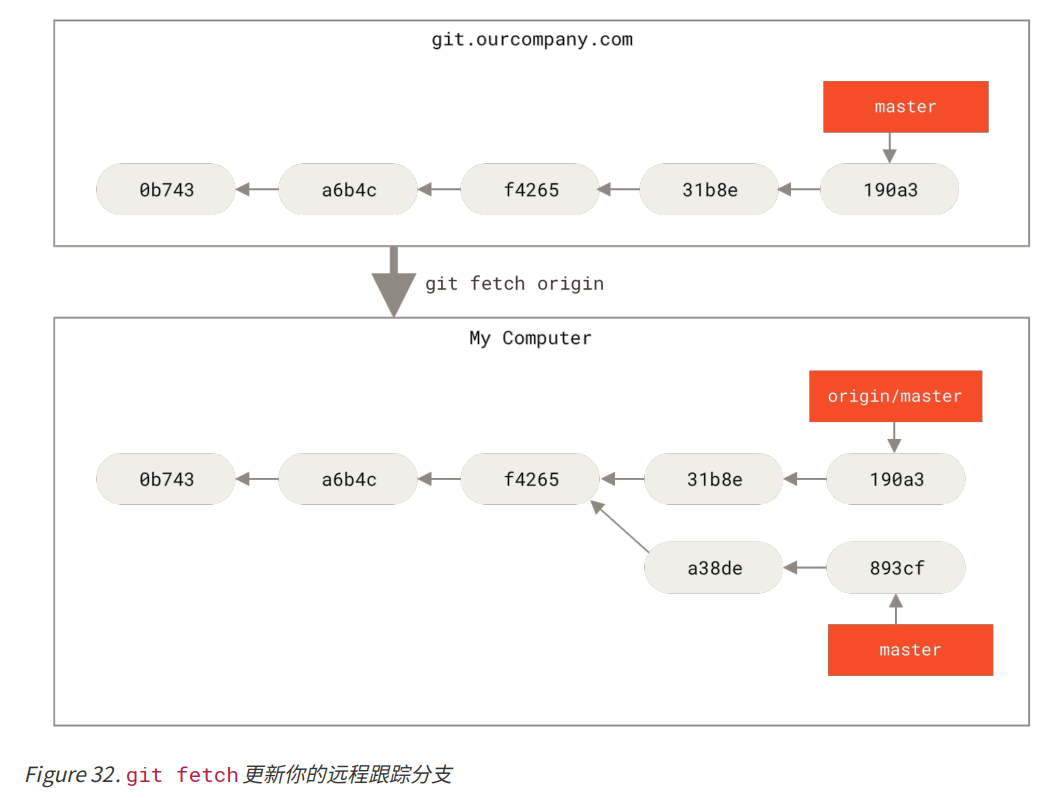 git.ourcompany.com
master
0b743 a6b4c f4265 31b8e 190a3
git fetch origin
My Computer
origin/master
0b743 a6b4c f4265 31b8e 190a3
a38de 893cf
master
Figure 32. git fetch 更新你的远程跟踪分支